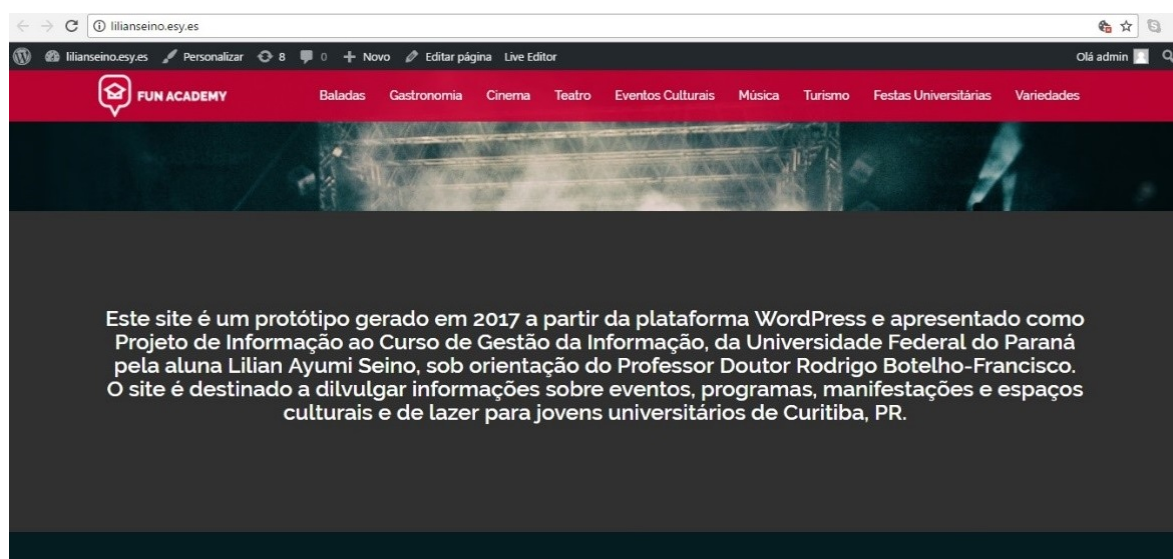 lilianseino.esy.es
lilianseino.esy.es Personalizar 8 0 + Novo Editar página Live Editor Olá admin
FUN ACADEMY Baladas Gastronomia Cinema Teatro Eventos Culturais Música Turismo Festas Universitárias Variedades
Este site é um protótipo gerado em 2017 a partir da plataforma WordPress e apresentado como
Projeto de Informação ao Curso de Gestão da Informação, da Universidade Federal do Paraná
pela aluna Lilian Ayumi Seino, sob orientação do Professor Doutor Rodrigo Botelho-Francisco.
O site é destinado a dilvulgar informações sobre eventos, programas, manifestações e espaços
culturais e de lazer para jovens universitários de Curitiba, PR.